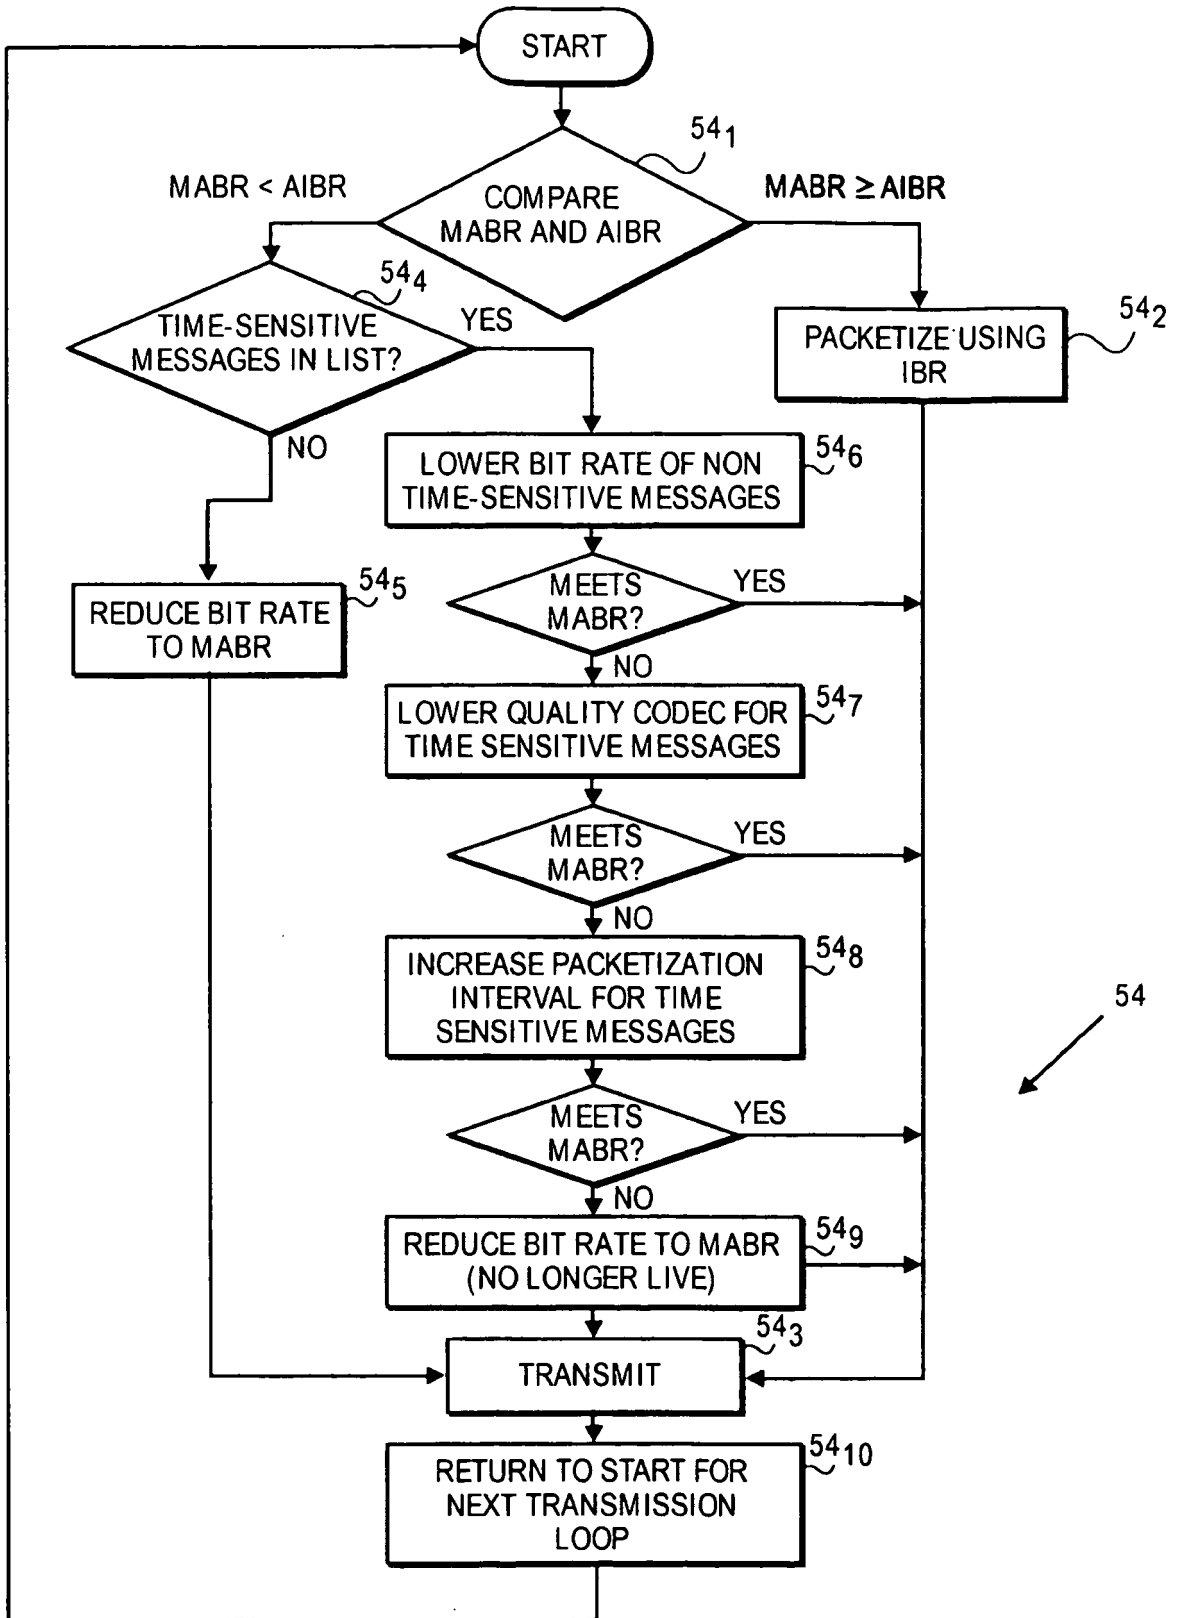 START
54₁
MABR < AIBR
COMPARE
MABR AND AIBR
MABR ≥ AIBR
54₄
TIME-SENSITIVE
MESSAGES IN LIST?
YES
NO
54₂
PACKETIZE USING
IBR
54₆
LOWER BIT RATE OF NON
TIME-SENSITIVE MESSAGES
54₅
REDUCE BIT RATE
TO MABR
MEETS
MABR?
YES
NO
54₇
LOWER QUALITY CODEC FOR
TIME SENSITIVE MESSAGES
MEETS
MABR?
YES
NO
54₈
INCREASE PACKETIZATION
INTERVAL FOR TIME
SENSITIVE MESSAGES
54
MEETS
MABR?
YES
NO
54₉
REDUCE BIT RATE TO MABR
(NO LONGER LIVE)
54₃
TRANSMIT
54₁₀
RETURN TO START FOR
NEXT TRANSMISSION
LOOP